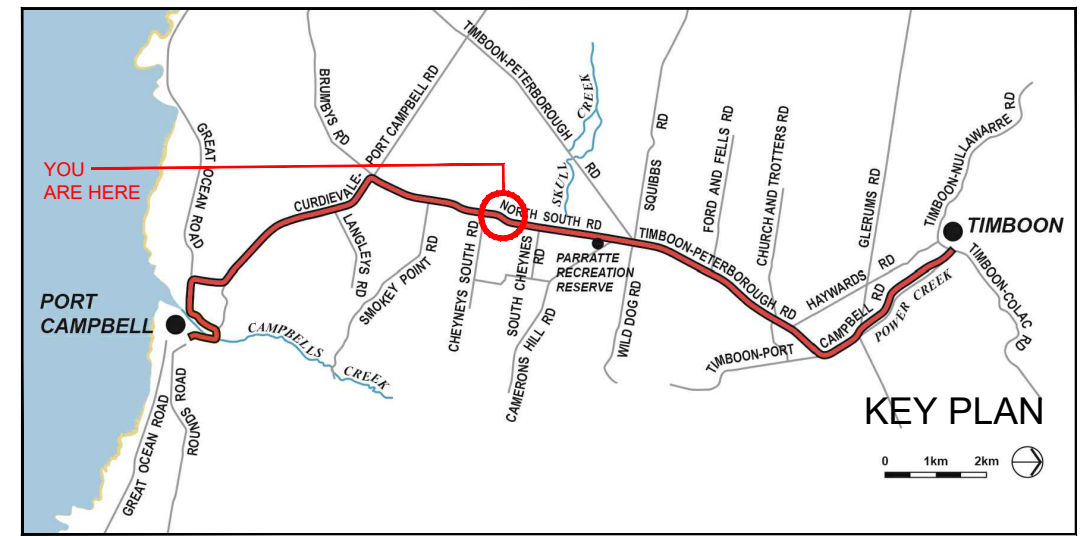 TIMBOON-PETERBOROUGH
RD
BRUMBYS RD
CURDIEVALE-
PORT CAMPBELL RD
GREAT OCEAN ROAD
YOU
ARE HERE
CREEK
SKULL
NORTH SOUTH RD
SQUIBBS
RD
FORD AND FELLS RD
CHURCH AND TROTTERS RD
GLERUMS RD
TIMBOON-NULLAWARRE RD
TIMBOON
TIMBOON-COLAC
RD
LANGLEYS RD
SMOKEY POINT RD
CHEYNEYS SOUTH RD
SOUTH CHEYNES
RD
PARRATTE
RECREATION
RESERVE
TIMBOON-PETERBOROUGH RD
HAYWARDS RD
CAMPBELL RD
POWER CREEK
PORT
CAMPBELL
CAMPBELLS
CREEK
CAMERONS HILL RD
WILD DOG RD
TIMBOON-PORT
GREAT OCEAN ROAD
SOUNDS
ROAD
KEY PLAN
0 1km 2km